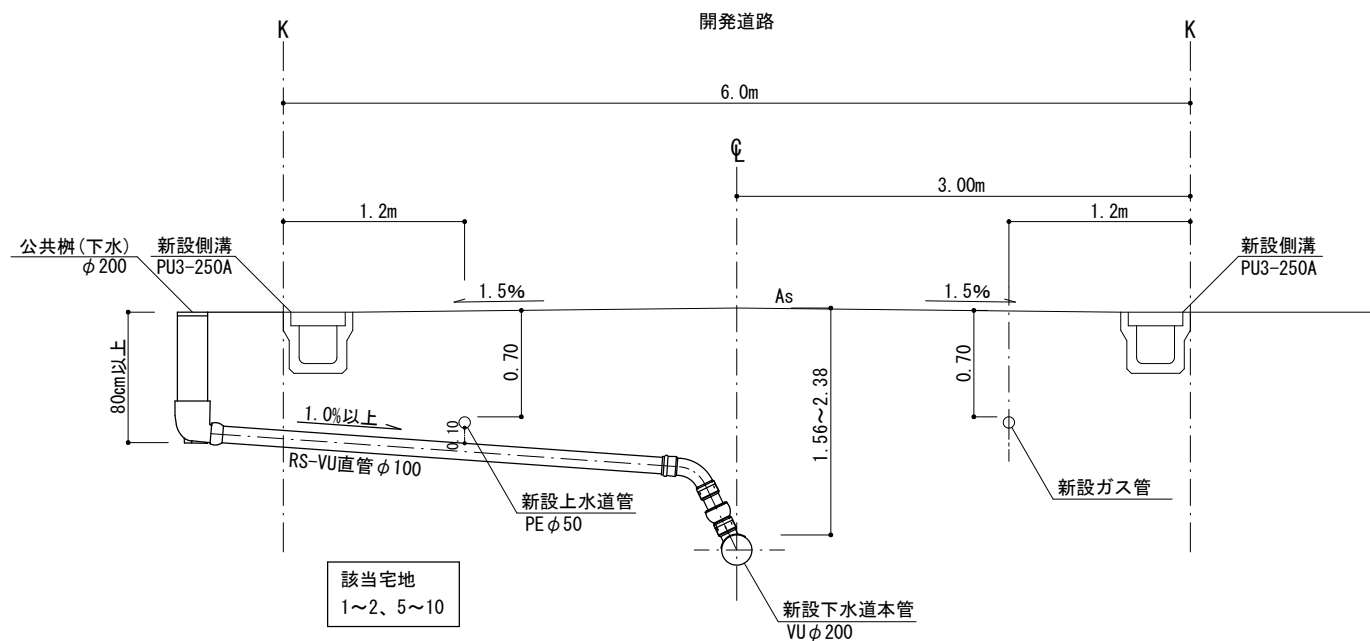 開発道路
K
K
6.0m
℄
3.00m
1.2m
1.2m
公共桝(下水)
φ200
新設側溝
PU3-250A
新設側溝
PU3-250A
1.5%
As
1.5%
80cm以上
0.70
1.56～2.38
0.70
1.0%以上
0.10
RS-VU直管φ100
新設上水道管
PEφ50
新設ガス管
該当宅地
1～2、5～10
新設下水道本管
VUφ200